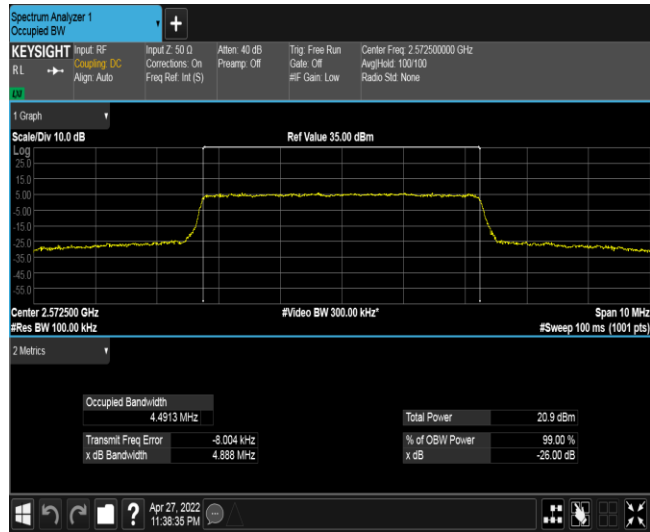 Spectrum Analyzer 1
Occupied BW
KEYSIGHT
R L
LXI
Input: RF
Coupling: DC
Align: Auto
Input Z: 50 Ω
Corrections: On
Freq Ref: Int (S)
Atten: 40 dB
Preamp: Off
Trig: Free Run
Gate: Off
#IF Gain: Low
Center Freq: 2.572500000 GHz
Avg|Hold: 100/100
Radio Std: None
1 Graph
Scale/Div 10.0 dB
Ref Value 35.00 dBm
Log
25.0
15.0
5.00
-5.00
-15.0
-25.0
-35.0
-45.0
-55.0
Center 2.572500 GHz
#Video BW 300.00 kHz*
Span 10 MHz
#Res BW 100.00 kHz
#Sweep 100 ms (1001 pts)
2 Metrics
Occupied Bandwidth
4.4913 MHz
Total Power 20.9 dBm
Transmit Freq Error -8.004 kHz
% of OBW Power 99.00 %
x dB Bandwidth 4.888 MHz
x dB -26.00 dB
?
Apr 27, 2022
11:38:35 PM